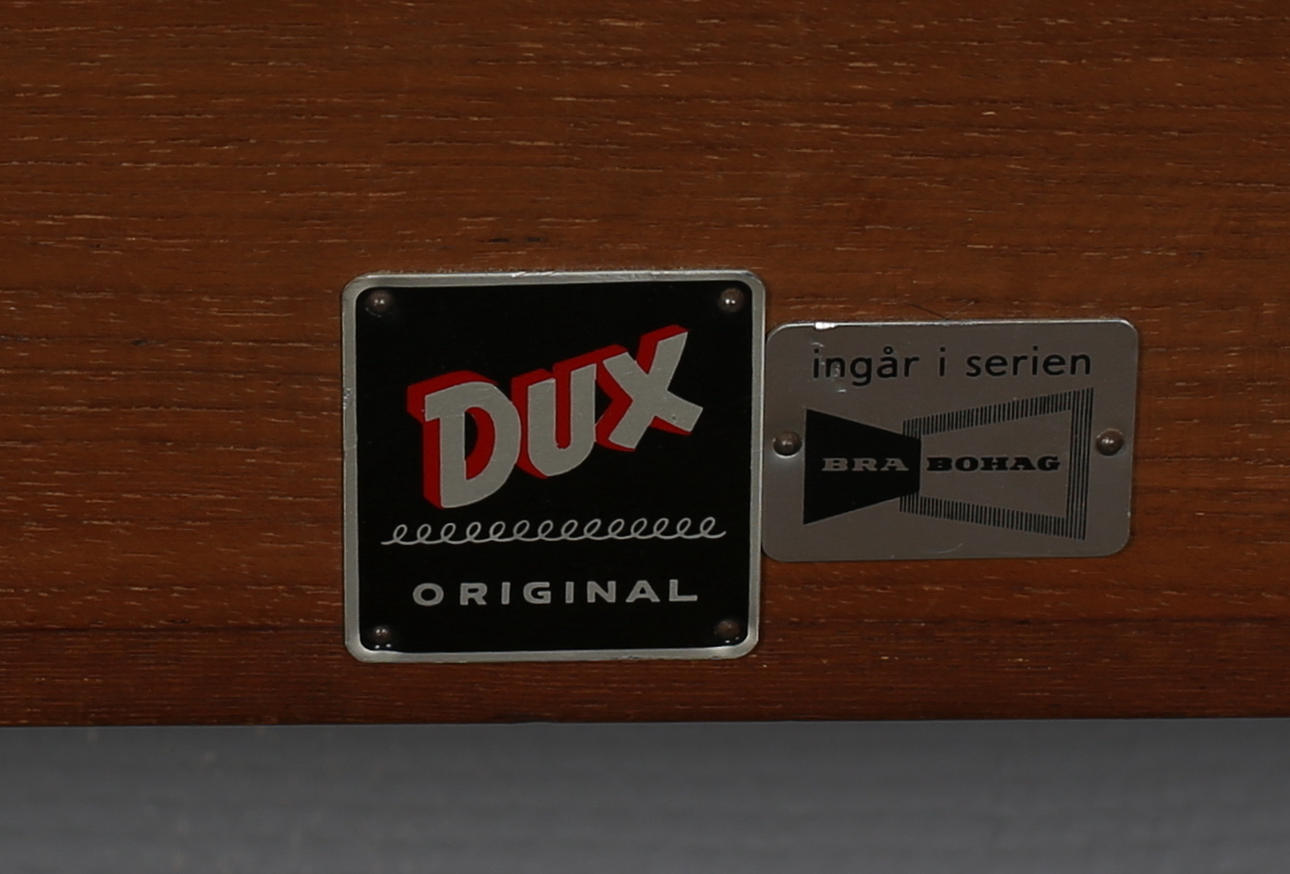 DUX
ORIGINAL
ingår i serien
BRA BOHAG